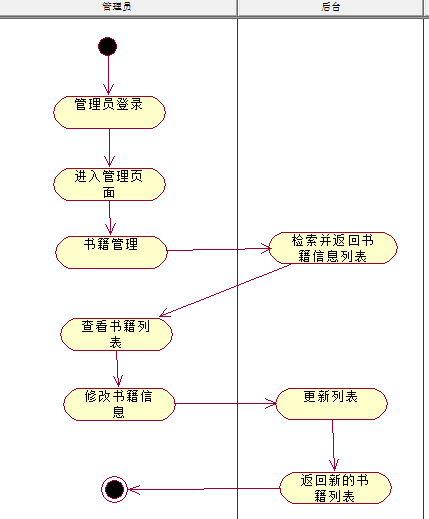 管理员
后台
管理员登录
进入管理页
面
书籍管理
检索并返回书
籍信息列表
查看书籍列
表
修改书籍信
息
更新列表
返回新的书
籍列表